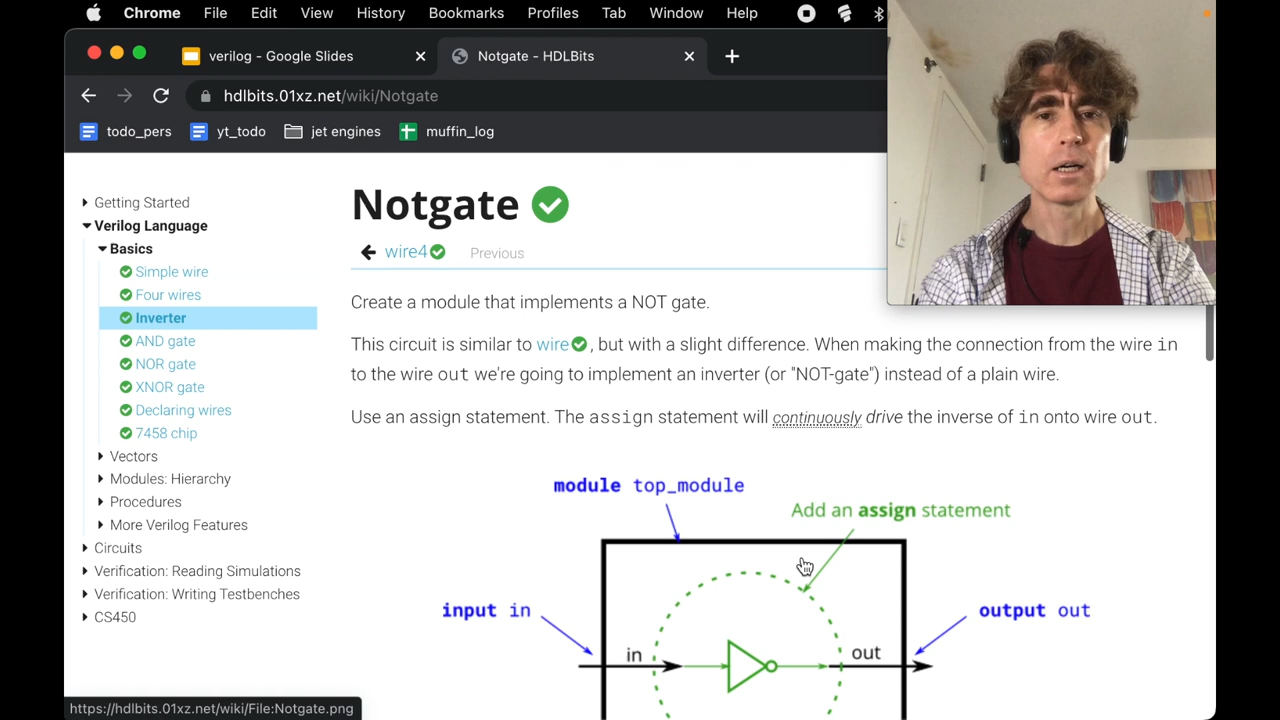 Chrome File Edit View History Bookmarks Profiles Tab Window Help
verilog - Google Slides
Notgate - HDLBits
hdlbits.01xz.net/wiki/Notgate
todo_pers yt_todo jet engines muffin_log
Getting Started
Verilog Language
Basics
Simple wire
Four wires
Inverter
AND gate
NOR gate
XNOR gate
Declaring wires
7458 chip
Vectors
Modules: Hierarchy
Procedures
More Verilog Features
Circuits
Verification: Reading Simulations
Verification: Writing Testbenches
CS450
Notgate
wire4 Previous
Create a module that implements a NOT gate.
This circuit is similar to wire, but with a slight difference. When making the connection from the wire in
to the wire out we're going to implement an inverter (or "NOT-gate") instead of a plain wire.
Use an assign statement. The assign statement will continuously drive the inverse of in onto wire out.
module top_module
Add an assign statement
input in
output out
in
out
https://hdlbits.01xz.net/wiki/File:Notgate.png